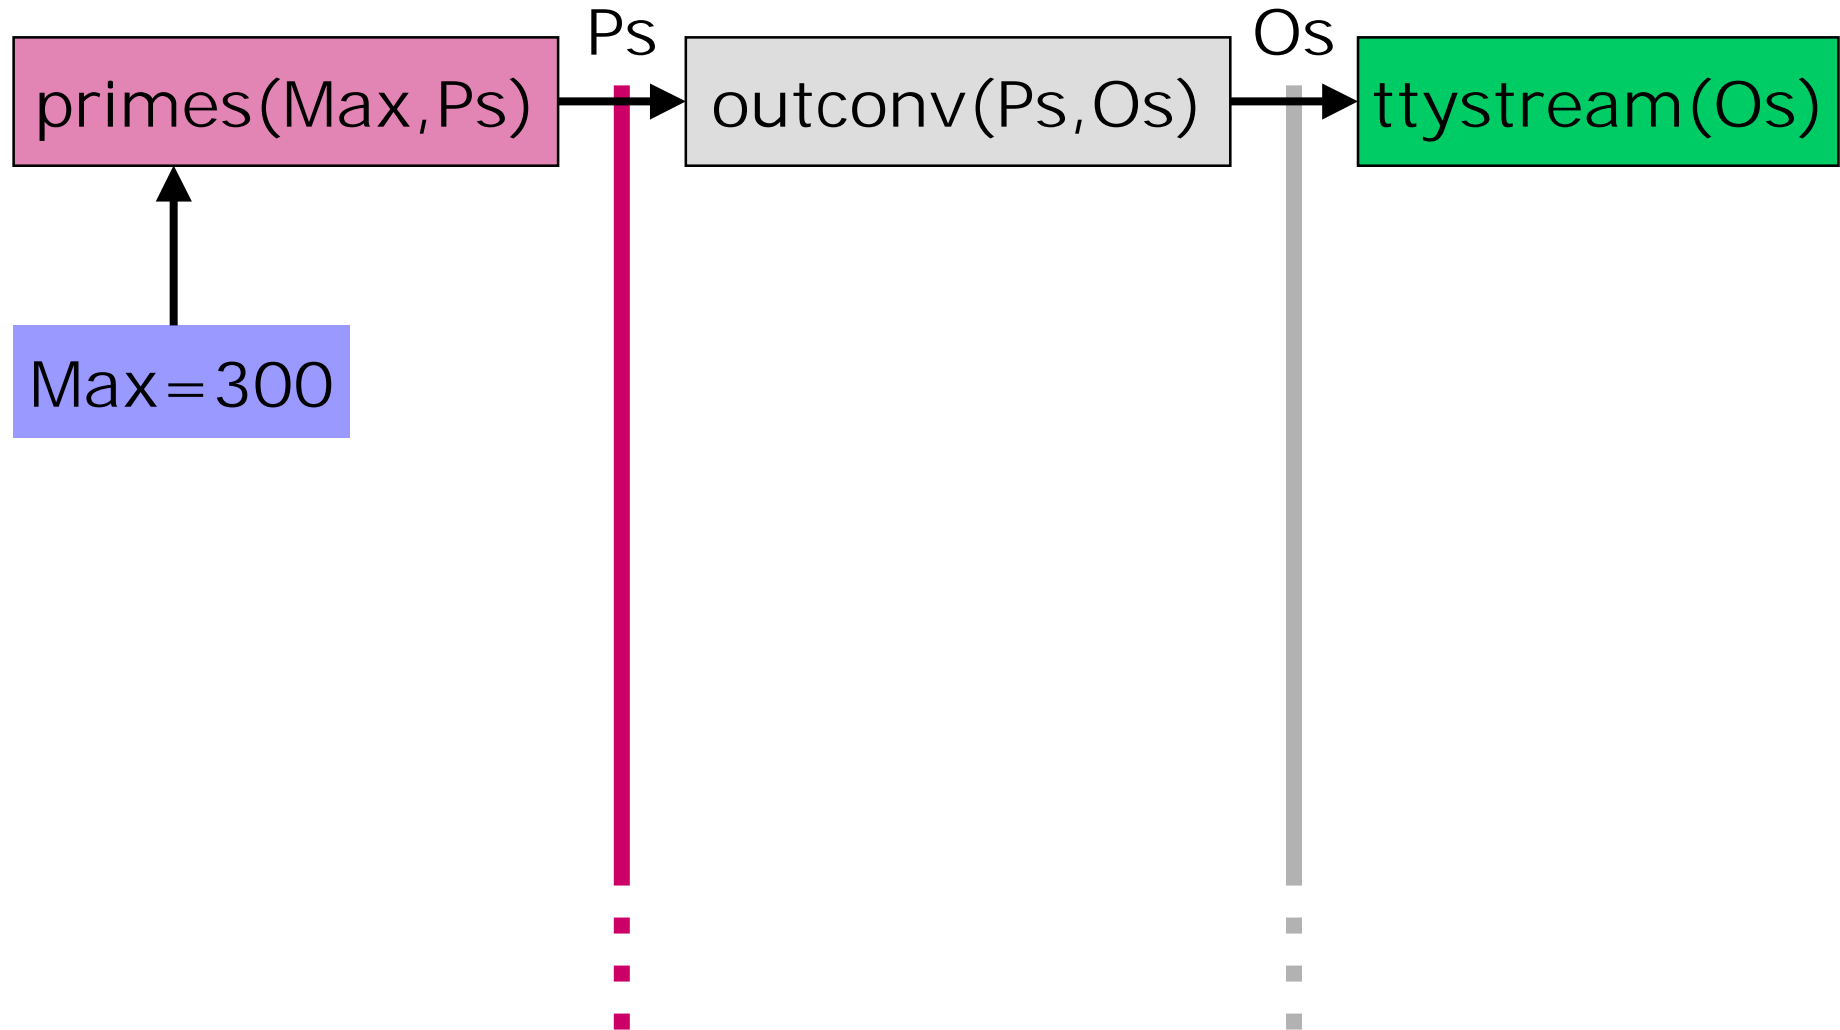 Ps
Os
primes(Max,Ps)
outconv(Ps,Os)
ttystream(Os)
Max=300